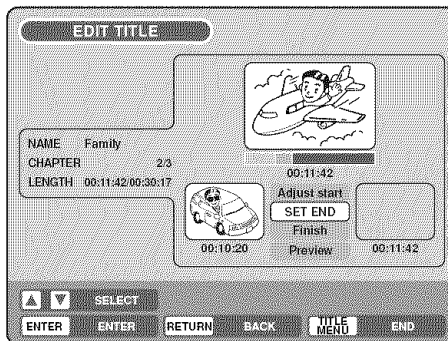 EDIT TITLE
NAME Family
CHAPTER 2/3
LENGTH 00:11:42/00:30:17
00:11:42
Adjust start
SET END
Finish
Preview
00:10:20
00:11:42
SELECT
ENTER ENTER RETURN BACK TITLE MENU END